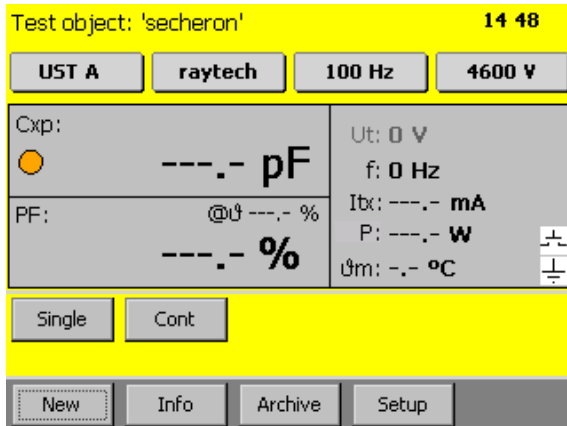 Test object: 'secheron' 14 48
UST A raytech 100 Hz 4600 V
Cxp:
---.- pF
PF: @ϑ ---.- %
---.- %
Ut: 0 V
f: 0 Hz
Itx: ---.- mA
P: ---.- W
ϑm: -.- ºC
Single Cont
New Info Archive Setup